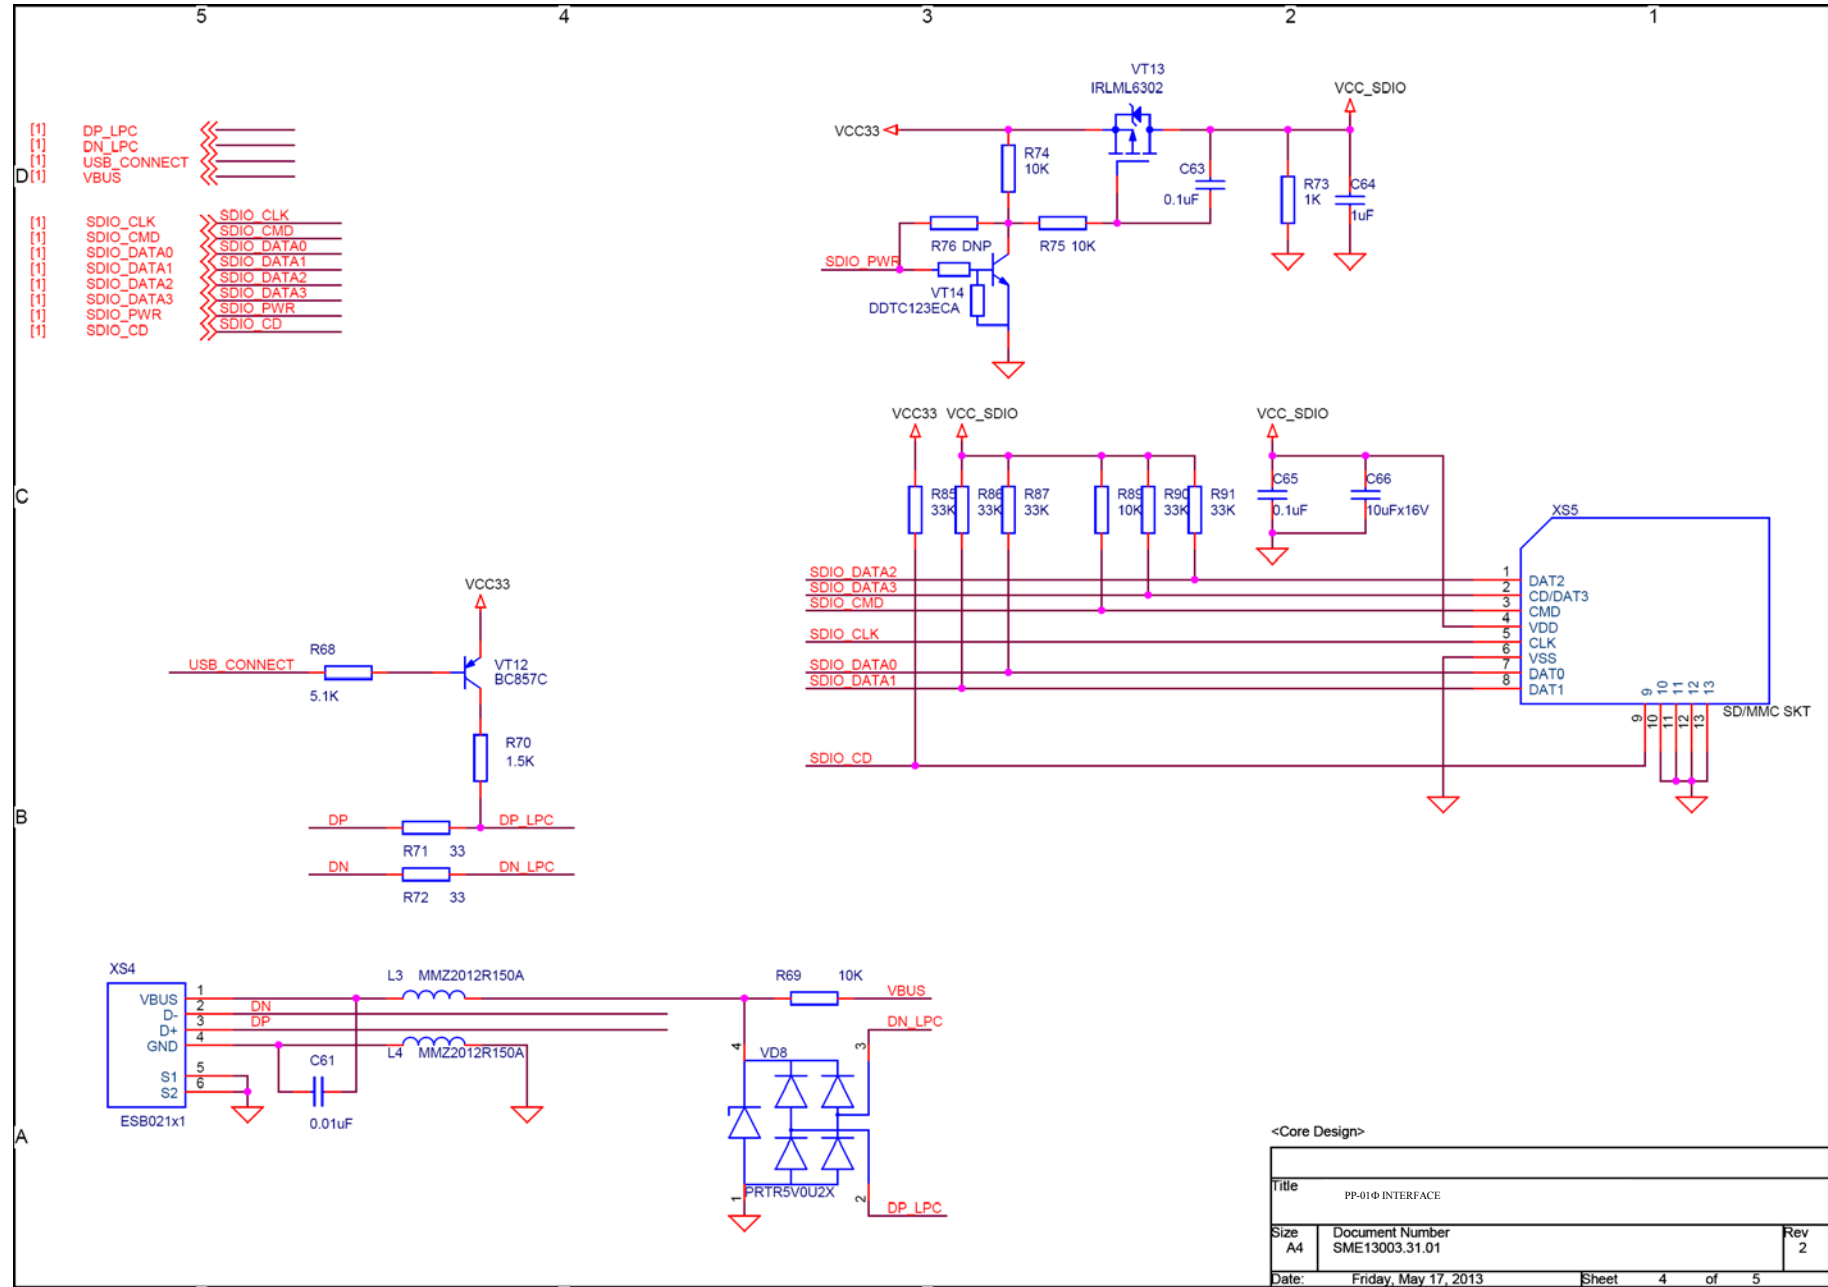 5 4 3 2 1
D
C
B
A
[1] DP_LPC
[1] DN_LPC
[1] USB_CONNECT
[1] VBUS
[1] SDIO_CLK SDIO_CLK
[1] SDIO_CMD SDIO_CMD
[1] SDIO_DATA0 SDIO_DATA0
[1] SDIO_DATA1 SDIO_DATA1
[1] SDIO_DATA2 SDIO_DATA2
[1] SDIO_DATA3 SDIO_DATA3
[1] SDIO_PWR SDIO_PWR
[1] SDIO_CD SDIO_CD
VT13
IRLML6302
VCC_SDIO
VCC33
R74
10K
C63
0.1uF
R73
1K
C64
1uF
R76 DNP
R75 10K
SDIO_PWR
VT14
DDTC123ECA
VCC33 VCC_SDIO
VCC_SDIO
R85
33K
R86
33K
R87
33K
R89
10K
R90
33K
R91
33K
C65
0.1uF
C66
10uFx16V
XS5
SDIO_DATA2 1 DAT2
SDIO_DATA3 2 CD/DAT3
SDIO_CMD 3 CMD
4 VDD
SDIO_CLK 5 CLK
6 VSS
SDIO_DATA0 7 DAT0
SDIO_DATA1 8 DAT1
9 10 11 12 13
9 10 11 12 13
SD/MMC SKT
SDIO_CD
VCC33
R68
USB_CONNECT
5.1K
VT12
BC857C
R70
1.5K
DP DP_LPC
R71 33
DN DN_LPC
R72 33
XS4
VBUS 1
D- 2 DN
D+ 3 DP
GND 4
S1 5
S2 6
ESB021x1
L3 MMZ2012R150A
L4 MMZ2012R150A
C61
0.01uF
R69 10K
VBUS
DN_LPC
4 VD8 3
1 PRTR5V0U2X 2
DP_LPC
<Core Design>
Title
PP-01Ф INTERFACE
Size
A4
Document Number
SME13003.31.01
Rev
2
Date: Friday, May 17, 2013 Sheet 4 of 5